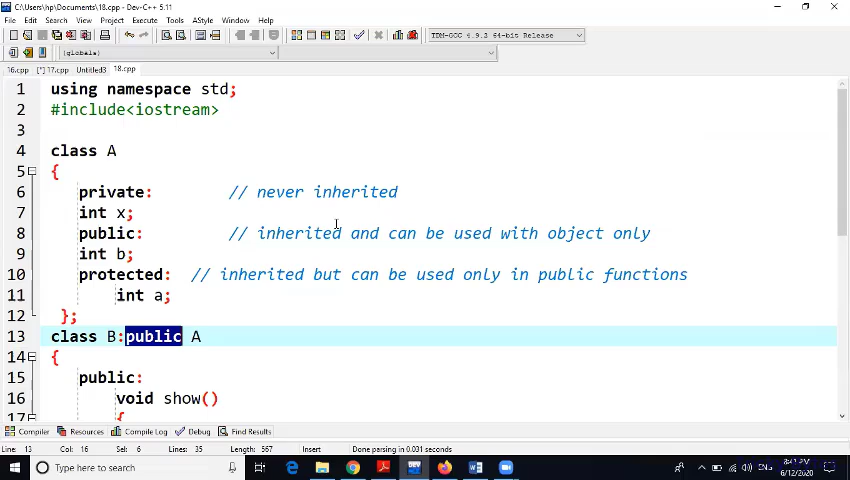 C:\Users\hp\Documents\18.cpp - Dev-C++ 5.11
File Edit Search View Project Execute Tools AStyle Window Help
TDM-GCC 4.9.2 64-bit Release
(globals)
16.cpp [*] 17.cpp Untitled3 18.cpp
1 using namespace std;
2 #include<iostream>
3
4 class A
5 {
6 private: // never inherited
7 int x;
8 public: // inherited and can be used with object only
9 int b;
10 protected: // inherited but can be used only in public functions
11 int a;
12 };
13 class B:public A
14 {
15 public:
16 void show()
17 {
Compiler Resources Compile Log Debug Find Results
Line: 13 Col: 16 Sel: 6 Lines: 35 Length: 567 Insert Done parsing in 0.031 seconds
Type here to search
ENG
6/12/2020